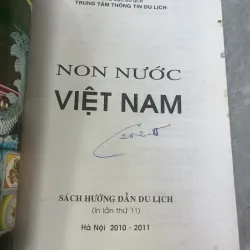 TRUNG TÂM THÔNG TIN DU LỊCH
NON NƯỚC
VIỆT NAM
SÁCH HƯỚNG DẪN DU LỊCH
(In lần thứ 11)
Hà Nội 2010 - 2011